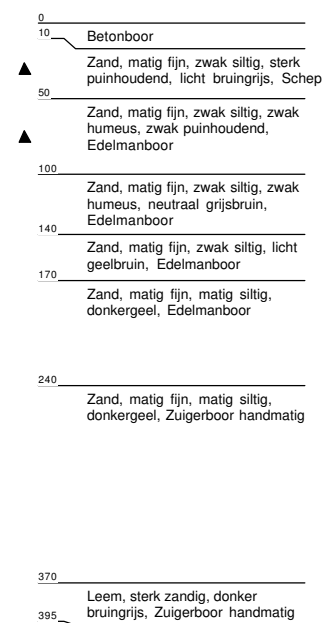 0
10
Betonboor
Zand, matig fijn, zwak siltig, sterk
puinhoudend, licht bruingrijs, Schep
50
Zand, matig fijn, zwak siltig, zwak
humeus, zwak puinhoudend,
Edelmanboor
100
Zand, matig fijn, zwak siltig, zwak
humeus, neutraal grijsbruin,
Edelmanboor
140
Zand, matig fijn, zwak siltig, licht
geelbruin, Edelmanboor
170
Zand, matig fijn, matig siltig,
donkergeel, Edelmanboor
240
Zand, matig fijn, matig siltig,
donkergeel, Zuigerboor handmatig
370
Leem, sterk zandig, donker
bruingrijs, Zuigerboor handmatig
395